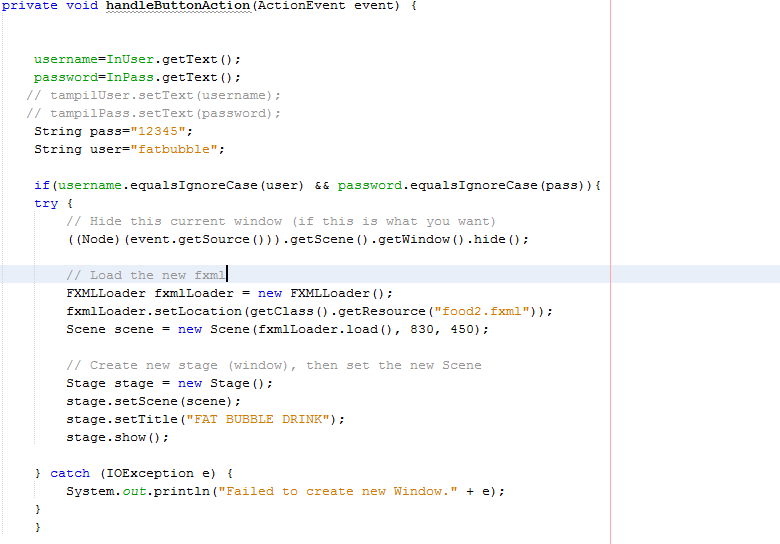 private void handleButtonAction(ActionEvent event) {
username=InUser.getText();
password=InPass.getText();
// tampilUser.setText(username);
// tampilPass.setText(password);
String pass="12345";
String user="fatbubble";
if(username.equalsIgnoreCase(user) && password.equalsIgnoreCase(pass)){
try {
// Hide this current window (if this is what you want)
((Node)(event.getSource())).getScene().getWindow().hide();
// Load the new fxml
FXMLLoader fxmlLoader = new FXMLLoader();
fxmlLoader.setLocation(getClass().getResource("food2.fxml"));
Scene scene = new Scene(fxmlLoader.load(), 830, 450);
// Create new stage (window), then set the new Scene
Stage stage = new Stage();
stage.setScene(scene);
stage.setTitle("FAT BUBBLE DRINK");
stage.show();
} catch (IOException e) {
System.out.println("Failed to create new Window." + e);
}
}